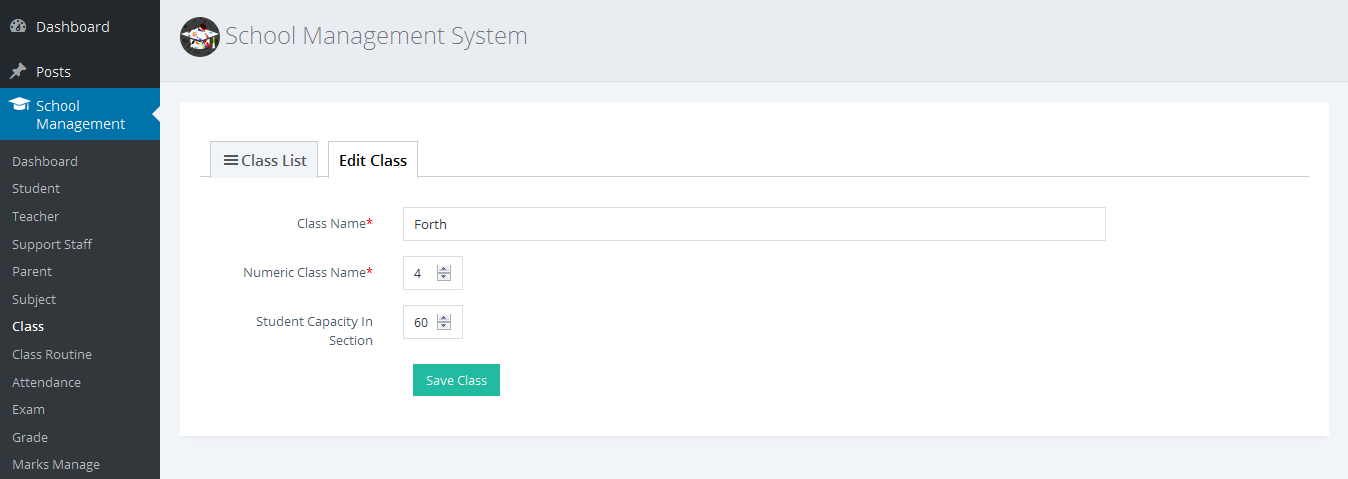 Dashboard
Posts
School
Management
Dashboard
Student
Teacher
Support Staff
Parent
Subject
Class
Class Routine
Attendance
Exam
Grade
Marks Manage
School Management System
Class List
Edit Class
Class Name* Forth
Numeric Class Name* 4
Student Capacity In 60
Section
Save Class